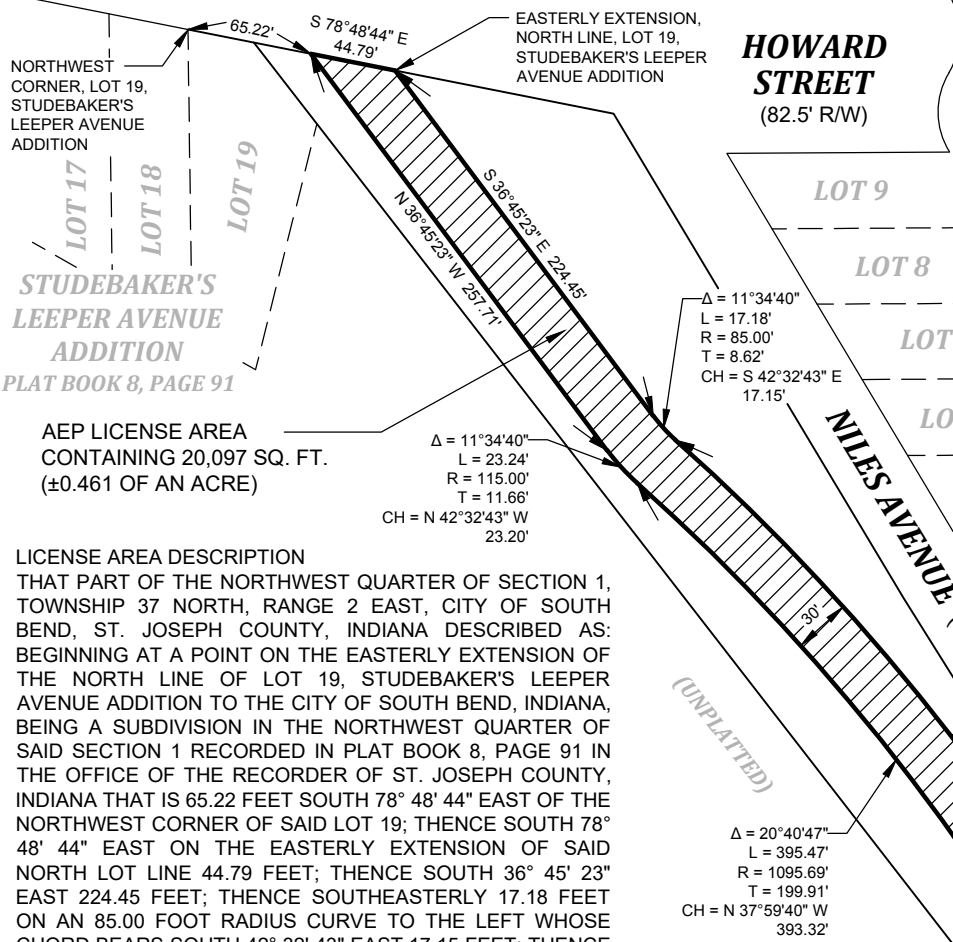 65.22'
S 78°48'44" E
44.79'
EASTERLY EXTENSION,
NORTH LINE, LOT 19,
STUDEBAKER'S LEEPER
AVENUE ADDITION
HOWARD
STREET
(82.5' R/W)
NORTHWEST
CORNER, LOT 19,
STUDEBAKER'S
LEEPER AVENUE
ADDITION
LOT 17
LOT 18
LOT 19
STUDEBAKER'S
LEEPER AVENUE
ADDITION
PLAT BOOK 8, PAGE 91
N 36°45'23" W 257.71'
S 36°45'23" E 224.45'
LOT 9
LOT 8
LOT
LO
Δ = 11°34'40"
L = 17.18'
R = 85.00'
T = 8.62'
CH = S 42°32'43" E
17.15'
NILES AVENUE (
AEP LICENSE AREA
CONTAINING 20,097 SQ. FT.
(±0.461 OF AN ACRE)
Δ = 11°34'40"
L = 23.24'
R = 115.00'
T = 11.66'
CH = N 42°32'43" W
23.20'
30'
(UNPLATTED)
LICENSE AREA DESCRIPTION
THAT PART OF THE NORTHWEST QUARTER OF SECTION 1,
TOWNSHIP 37 NORTH, RANGE 2 EAST, CITY OF SOUTH
BEND, ST. JOSEPH COUNTY, INDIANA DESCRIBED AS:
BEGINNING AT A POINT ON THE EASTERLY EXTENSION OF
THE NORTH LINE OF LOT 19, STUDEBAKER'S LEEPER
AVENUE ADDITION TO THE CITY OF SOUTH BEND, INDIANA,
BEING A SUBDIVISION IN THE NORTHWEST QUARTER OF
SAID SECTION 1 RECORDED IN PLAT BOOK 8, PAGE 91 IN
THE OFFICE OF THE RECORDER OF ST. JOSEPH COUNTY,
INDIANA THAT IS 65.22 FEET SOUTH 78° 48' 44" EAST OF THE
NORTHWEST CORNER OF SAID LOT 19; THENCE SOUTH 78°
48' 44" EAST ON THE EASTERLY EXTENSION OF SAID
NORTH LOT LINE 44.79 FEET; THENCE SOUTH 36° 45' 23"
EAST 224.45 FEET; THENCE SOUTHEASTERLY 17.18 FEET
ON AN 85.00 FOOT RADIUS CURVE TO THE LEFT WHOSE
CHORD BEARS SOUTH 42° 32' 43" EAST 17.15 FEET; THENCE
Δ = 20°40'47"
L = 395.47'
R = 1095.69'
T = 199.91'
CH = N 37°59'40" W
393.32'